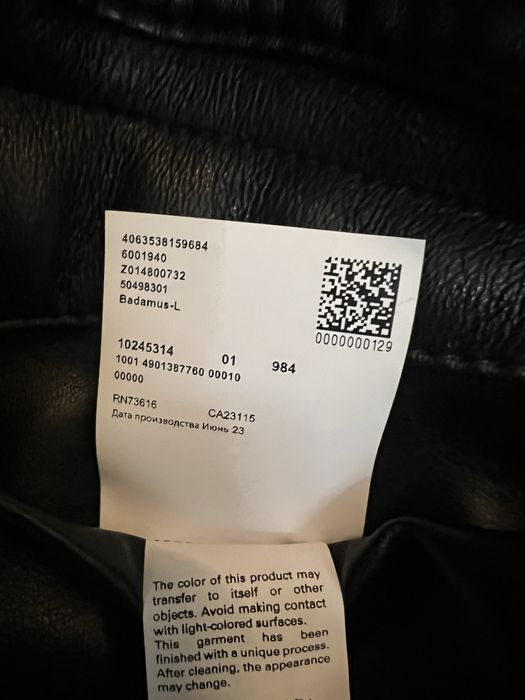 4063538159684
6001940
Z014800732
50498301
Badamus-L
0000000129
10245314 01 984
1001 4901387760 00010
00000
RN73616 CA23115
Дата производства Июнь 23
The color of this product may
transfer to itself or other
objects. Avoid making contact
with light-colored surfaces.
This garment has been
finished with a unique process.
After cleaning, the appearance
may change.